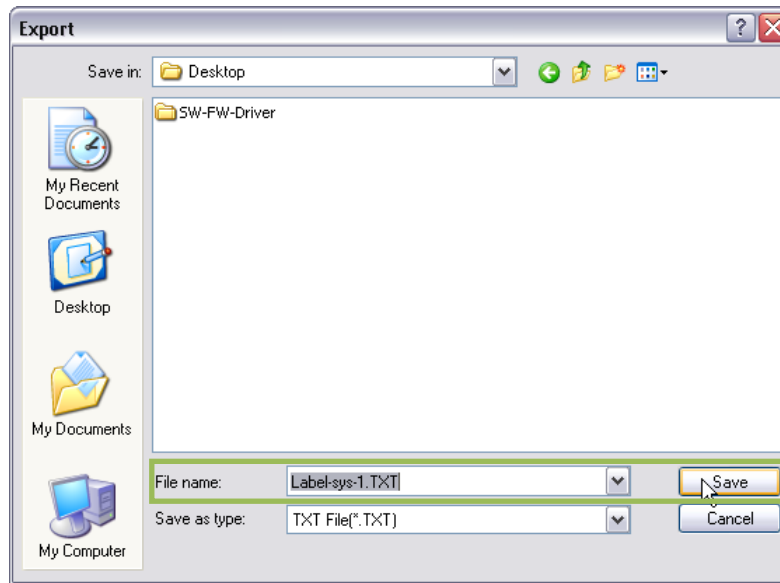 Export
?
Save in: Desktop
SW-FW-Driver
My Recent
Documents
Desktop
My Documents
My Computer
File name: Label-sys-1.TXT Save
Save as type: TXT File(*.TXT) Cancel